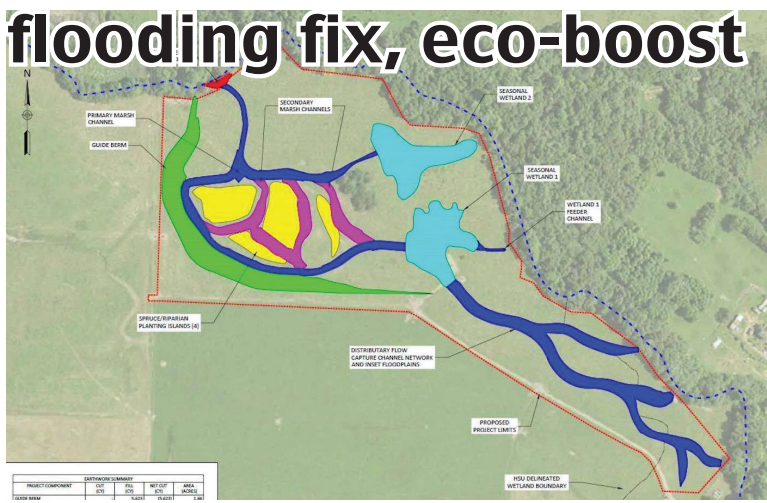 flooding fix, eco-boost
N
SEASONAL
WETLAND 2
SECONDARY
MARSH CHANNELS
PRIMARY MARSH
CHANNEL
GUIDE BERM
SEASONAL
WETLAND 1
WETLAND 1
FEEDER
CHANNEL
SPRUCE/RIPARIAN
PLANTING ISLANDS (4)
DISTRIBUTARY FLOW
CAPTURE CHANNEL NETWORK
AND INSET FLOODPLAINS
PROPOSED
PROJECT LIMITS
HSU DELINEATED
WETLAND BOUNDARY
EARTHWORK SUMMARY
PROJECT COMPONENT CUT (CY) FILL (CY) NET CUT (CY) AREA (ACRES)
GUIDE BERM